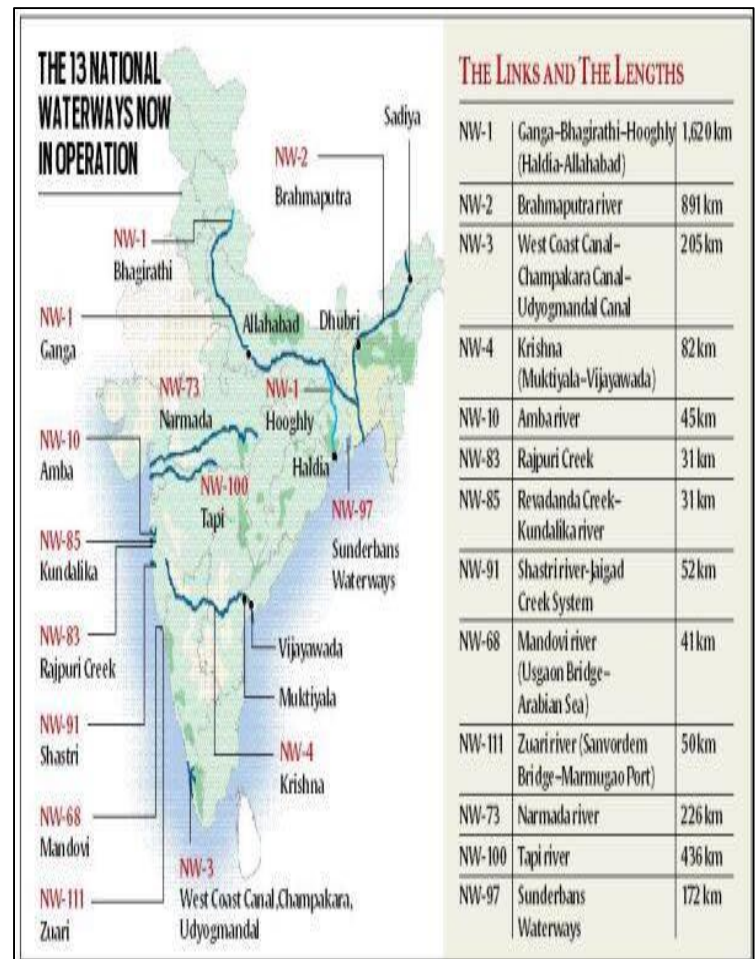 THE 13 NATIONAL
WATERWAYS NOW
IN OPERATION
Sadiya
NW-2
Brahmaputra
NW-1
Bhagirathi
NW-1
Ganga
Allahabad
Dhubri
NW-73
Narmada
NW-1
Hooghly
NW-10
Amba
Haldia
NW-100
Tapi
NW-97
Sunderbans
Waterways
NW-85
Kundalika
NW-83
Rajpuri Creek
Vijayawada
Muktiyala
NW-91
Shastri
NW-4
Krishna
NW-68
Mandovi
NW-3
West Coast Canal,Champakara,
Udyogmandal
NW-111
Zuari
THE LINKS AND THE LENGTHS
NW-1 Ganga-Bhagirathi-Hooghly 1,620 km
(Haldia-Allahabad)
NW-2 Brahmaputra river 891 km
NW-3 West Coast Canal- 205 km
Champakara Canal-
Udyogmandal Canal
NW-4 Krishna 82 km
(Muktiyala-Vijayawada)
NW-10 Amba river 45 km
NW-83 Rajpuri Creek 31 km
NW-85 Revadanda Creek- 31 km
Kundalika river
NW-91 Shastri river-Jaigad 52 km
Creek System
NW-68 Mandovi river 41 km
(Usgaon Bridge-
Arabian Sea)
NW-111 Zuari river (Sanvordem 50 km
Bridge-Marmugao Port)
NW-73 Narmada river 226 km
NW-100 Tapi river 436 km
NW-97 Sunderbans 172 km
Waterways